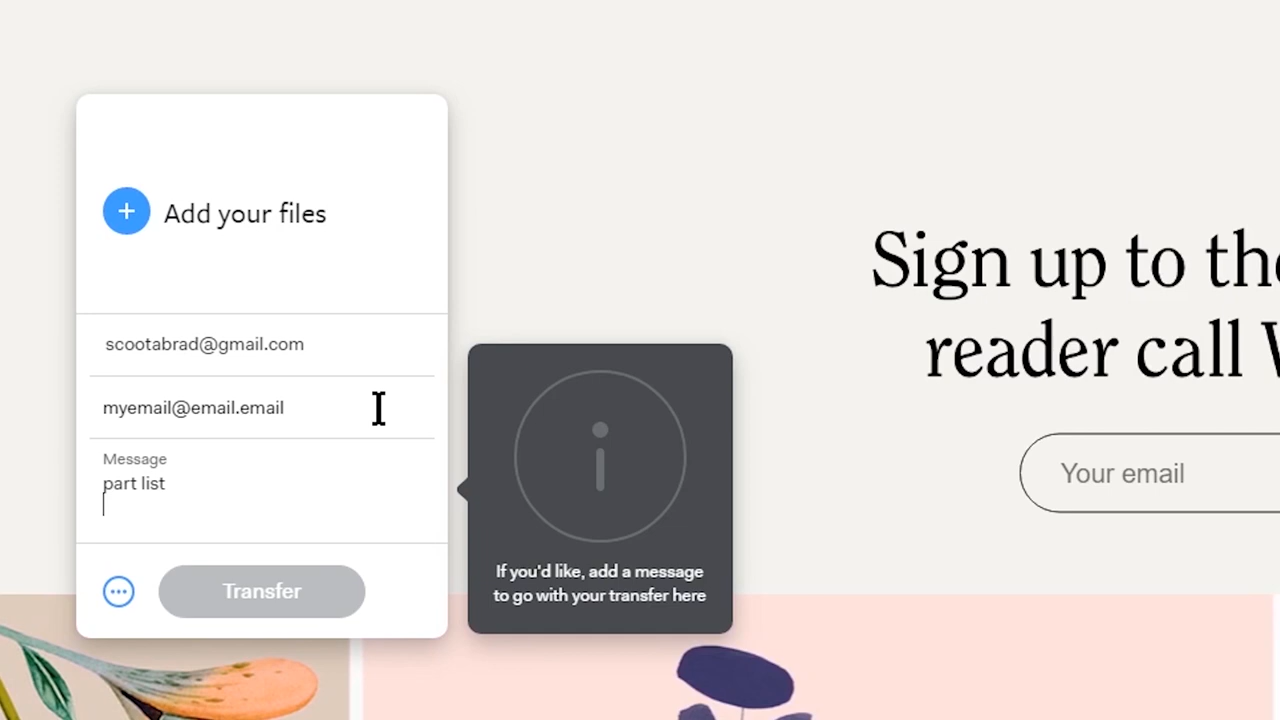 Add your files
scootabrad@gmail.com
myemail@email.email
Message
part list
Transfer
If you'd like, add a message
to go with your transfer here
Sign up to
reader call
Your email